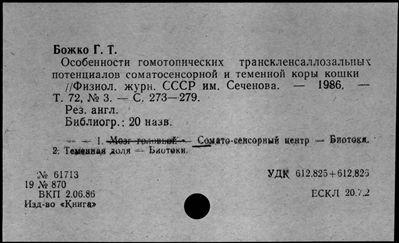 Божко Г. Т.
Особенности гомотопических транскленсаллозальных
потенциалов соматосенсорной и теменной коры кошки
//Физиол. журн. СССР им. Сеченова. — 1986. —
Т. 72, № 3. — С. 273—279.
Рез. англ.
Библиогр.: 20 назв.
— — 1. Мозг головной — Сомато-сенсорный центр — Биотоки.
2. Теменная доля — Биотоки.
№ 61713
19 № 870
ВКП 2.06.86
Изд-во «Книга»
УДК 612.825+612.826
ЕСКЛ 20.7.2